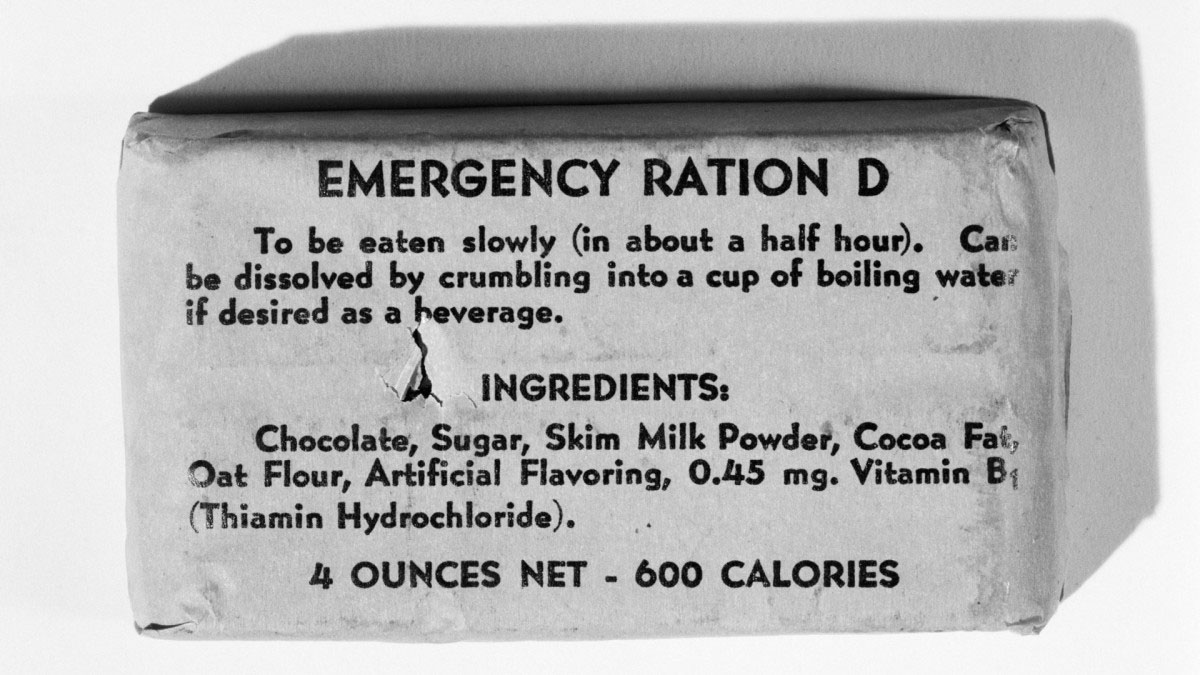 EMERGENCY RATION D
To be eaten slowly (in about a half hour). Can
be dissolved by crumbling into a cup of boiling water
if desired as a beverage.
INGREDIENTS:
Chocolate, Sugar, Skim Milk Powder, Cocoa Fat,
Oat Flour, Artificial Flavoring, 0.45 mg. Vitamin B₁
(Thiamin Hydrochloride).
4 OUNCES NET - 600 CALORIES